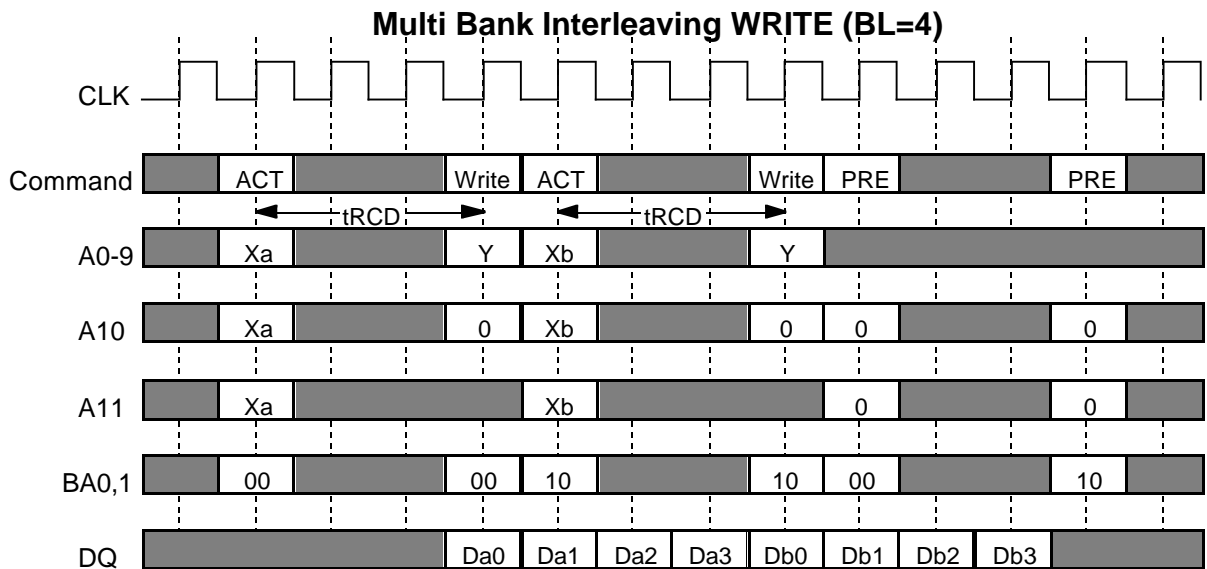 Multi Bank Interleaving WRITE (BL=4)
CLK
Command ACT Write ACT Write PRE PRE
tRCD tRCD
A0-9 Xa Y Xb Y
A10 Xa 0 Xb 0 0 0
A11 Xa Xb 0 0
BA0,1 00 00 10 10 00 10
DQ Da0 Da1 Da2 Da3 Db0 Db1 Db2 Db3